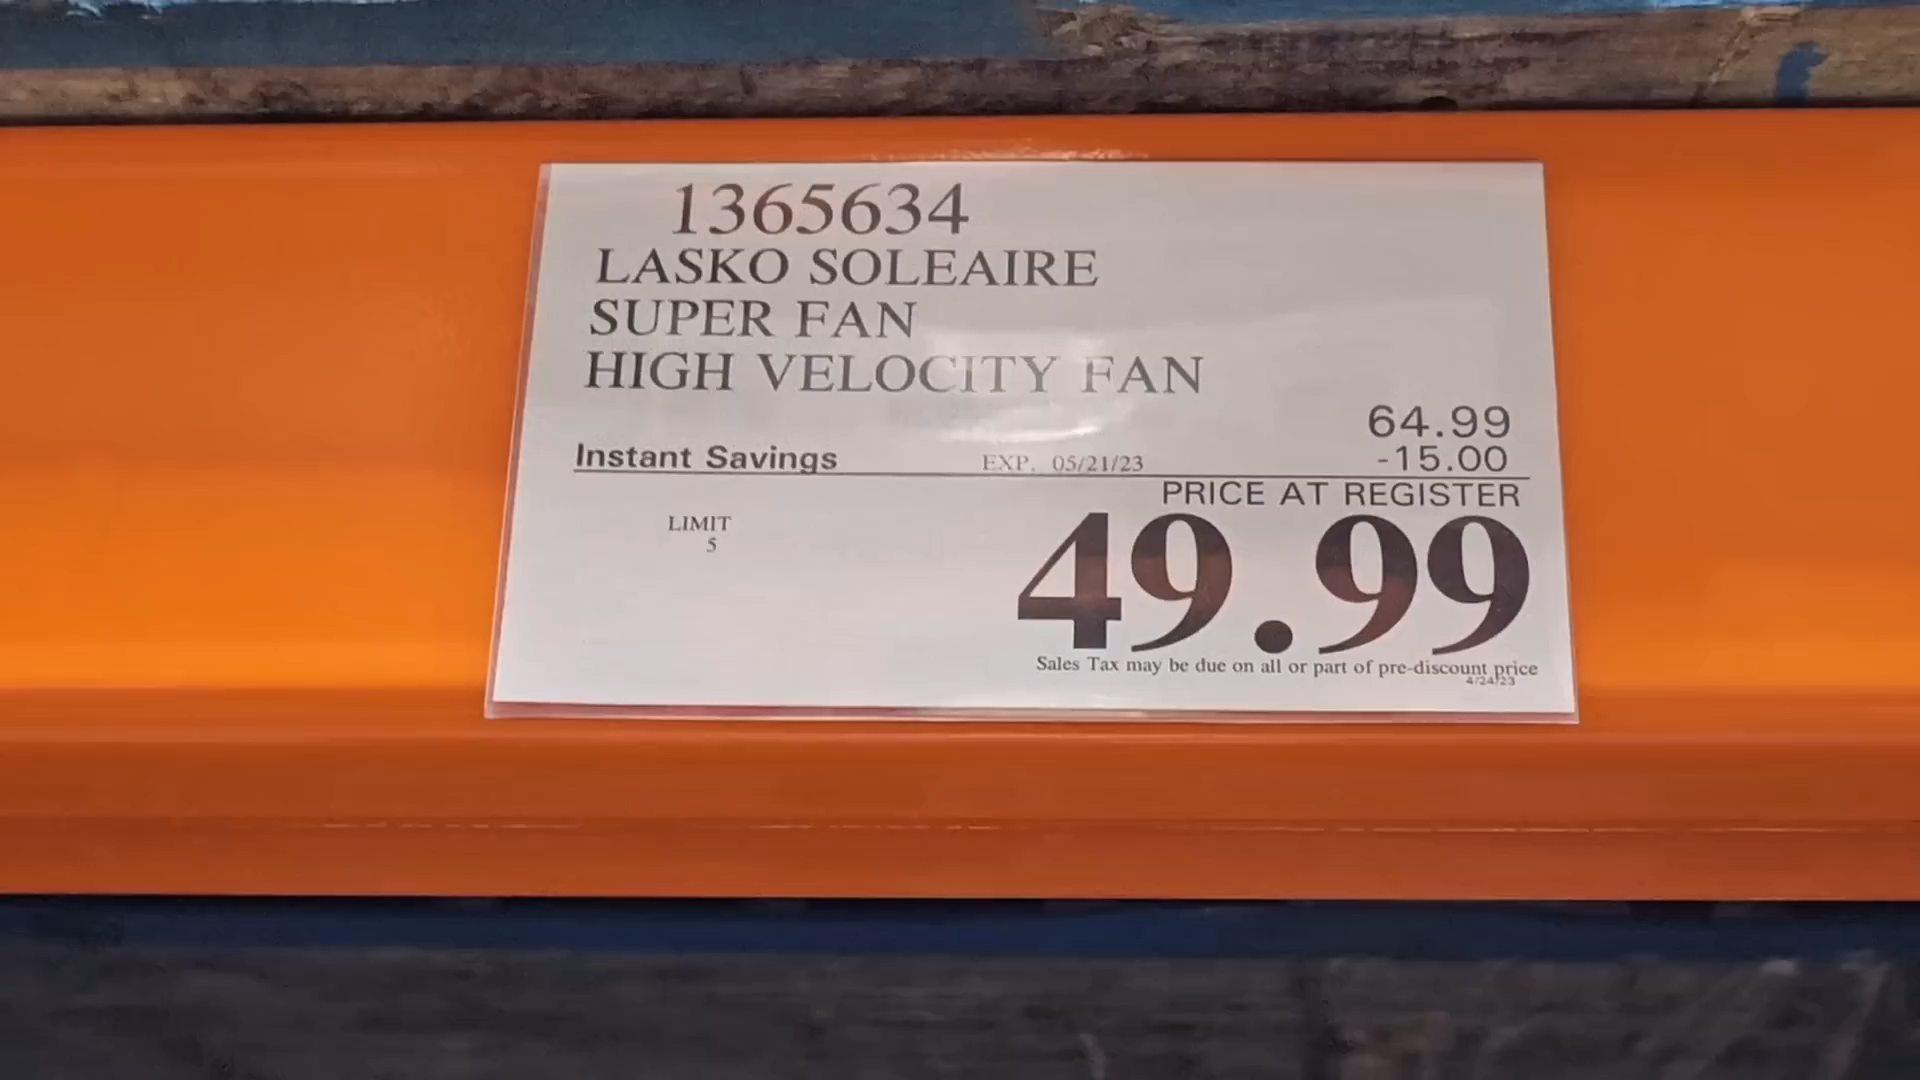 1365634
LASKO SOLEAIRE
SUPER FAN
HIGH VELOCITY FAN
64.99
Instant Savings EXP. 05/21/23 -15.00
PRICE AT REGISTER
LIMIT
5
49.99
Sales Tax may be due on all or part of pre-discount price
4/24/23